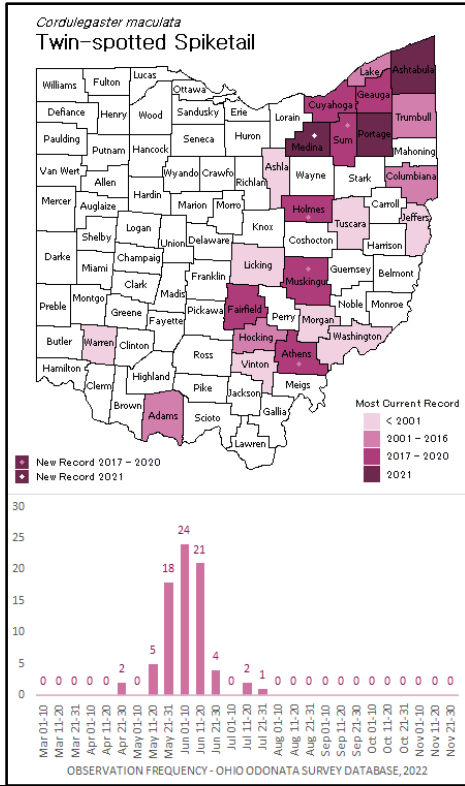 Cordulegaster maculata
Twin-spotted Spiketail
Williams
Fulton
Lucas
Ottawa
Lake
Ashtabula
Defiance
Henry
Wood
Sandusky
Erie
Lorain
Cuyahoga
Geauga
Trumbull
Paulding
Putnam
Hancock
Seneca
Huron
Medina
Sum
Portage
Mahoning
Van Wert
Allen
Wyando
Crawfo
Richlan
Ashla
Wayne
Stark
Columbiana
Mercer
Auglaize
Hardin
Marion
Morro
Holmes
Tuscara
Carroll
Jeffers
Shelby
Logan
Union
Delaware
Knox
Coshocton
Harrison
Darke
Miami
Champaig
Clark
Madis
Franklin
Licking
Muskingu
Guernsey
Belmont
Preble
Montgo
Greene
Fayette
Pickawa
Fairfield
Perry
Morgan
Noble
Monroe
Butler
Warren
Clinton
Ross
Hocking
Athens
Washington
Hamilton
Clerm
Highland
Pike
Vinton
Jackson
Meigs
Brown
Adams
Scioto
Gallia
Lawren
New Record 2017 - 2020
New Record 2021
Most Current Record
< 2001
2001 - 2016
2017 - 2020
2021
30
25
20
15
10
5
0
0 0 0 0 0 2 0 5 18 24 21 4 0 2 1 0 0 0 0 0 0 0 0 0 0 0 0
Mar 01-10
Mar 11-20
Mar 21-31
Apr 01-10
Apr 11-20
Apr 21-30
May 01-10
May 11-20
May 21-31
Jun 01-10
Jun 11-20
Jun 21-30
Jul 01-10
Jul 11-20
Jul 21-31
Aug 01-10
Aug 11-20
Aug 21-31
Sep 01-10
Sep 11-20
Sep 21-30
Oct 01-10
Oct 11-20
Oct 21-31
Nov 01-10
Nov 11-20
Nov 21-30
OBSERVATION FREQUENCY - OHIO ODONATA SURVEY DATABASE, 2022